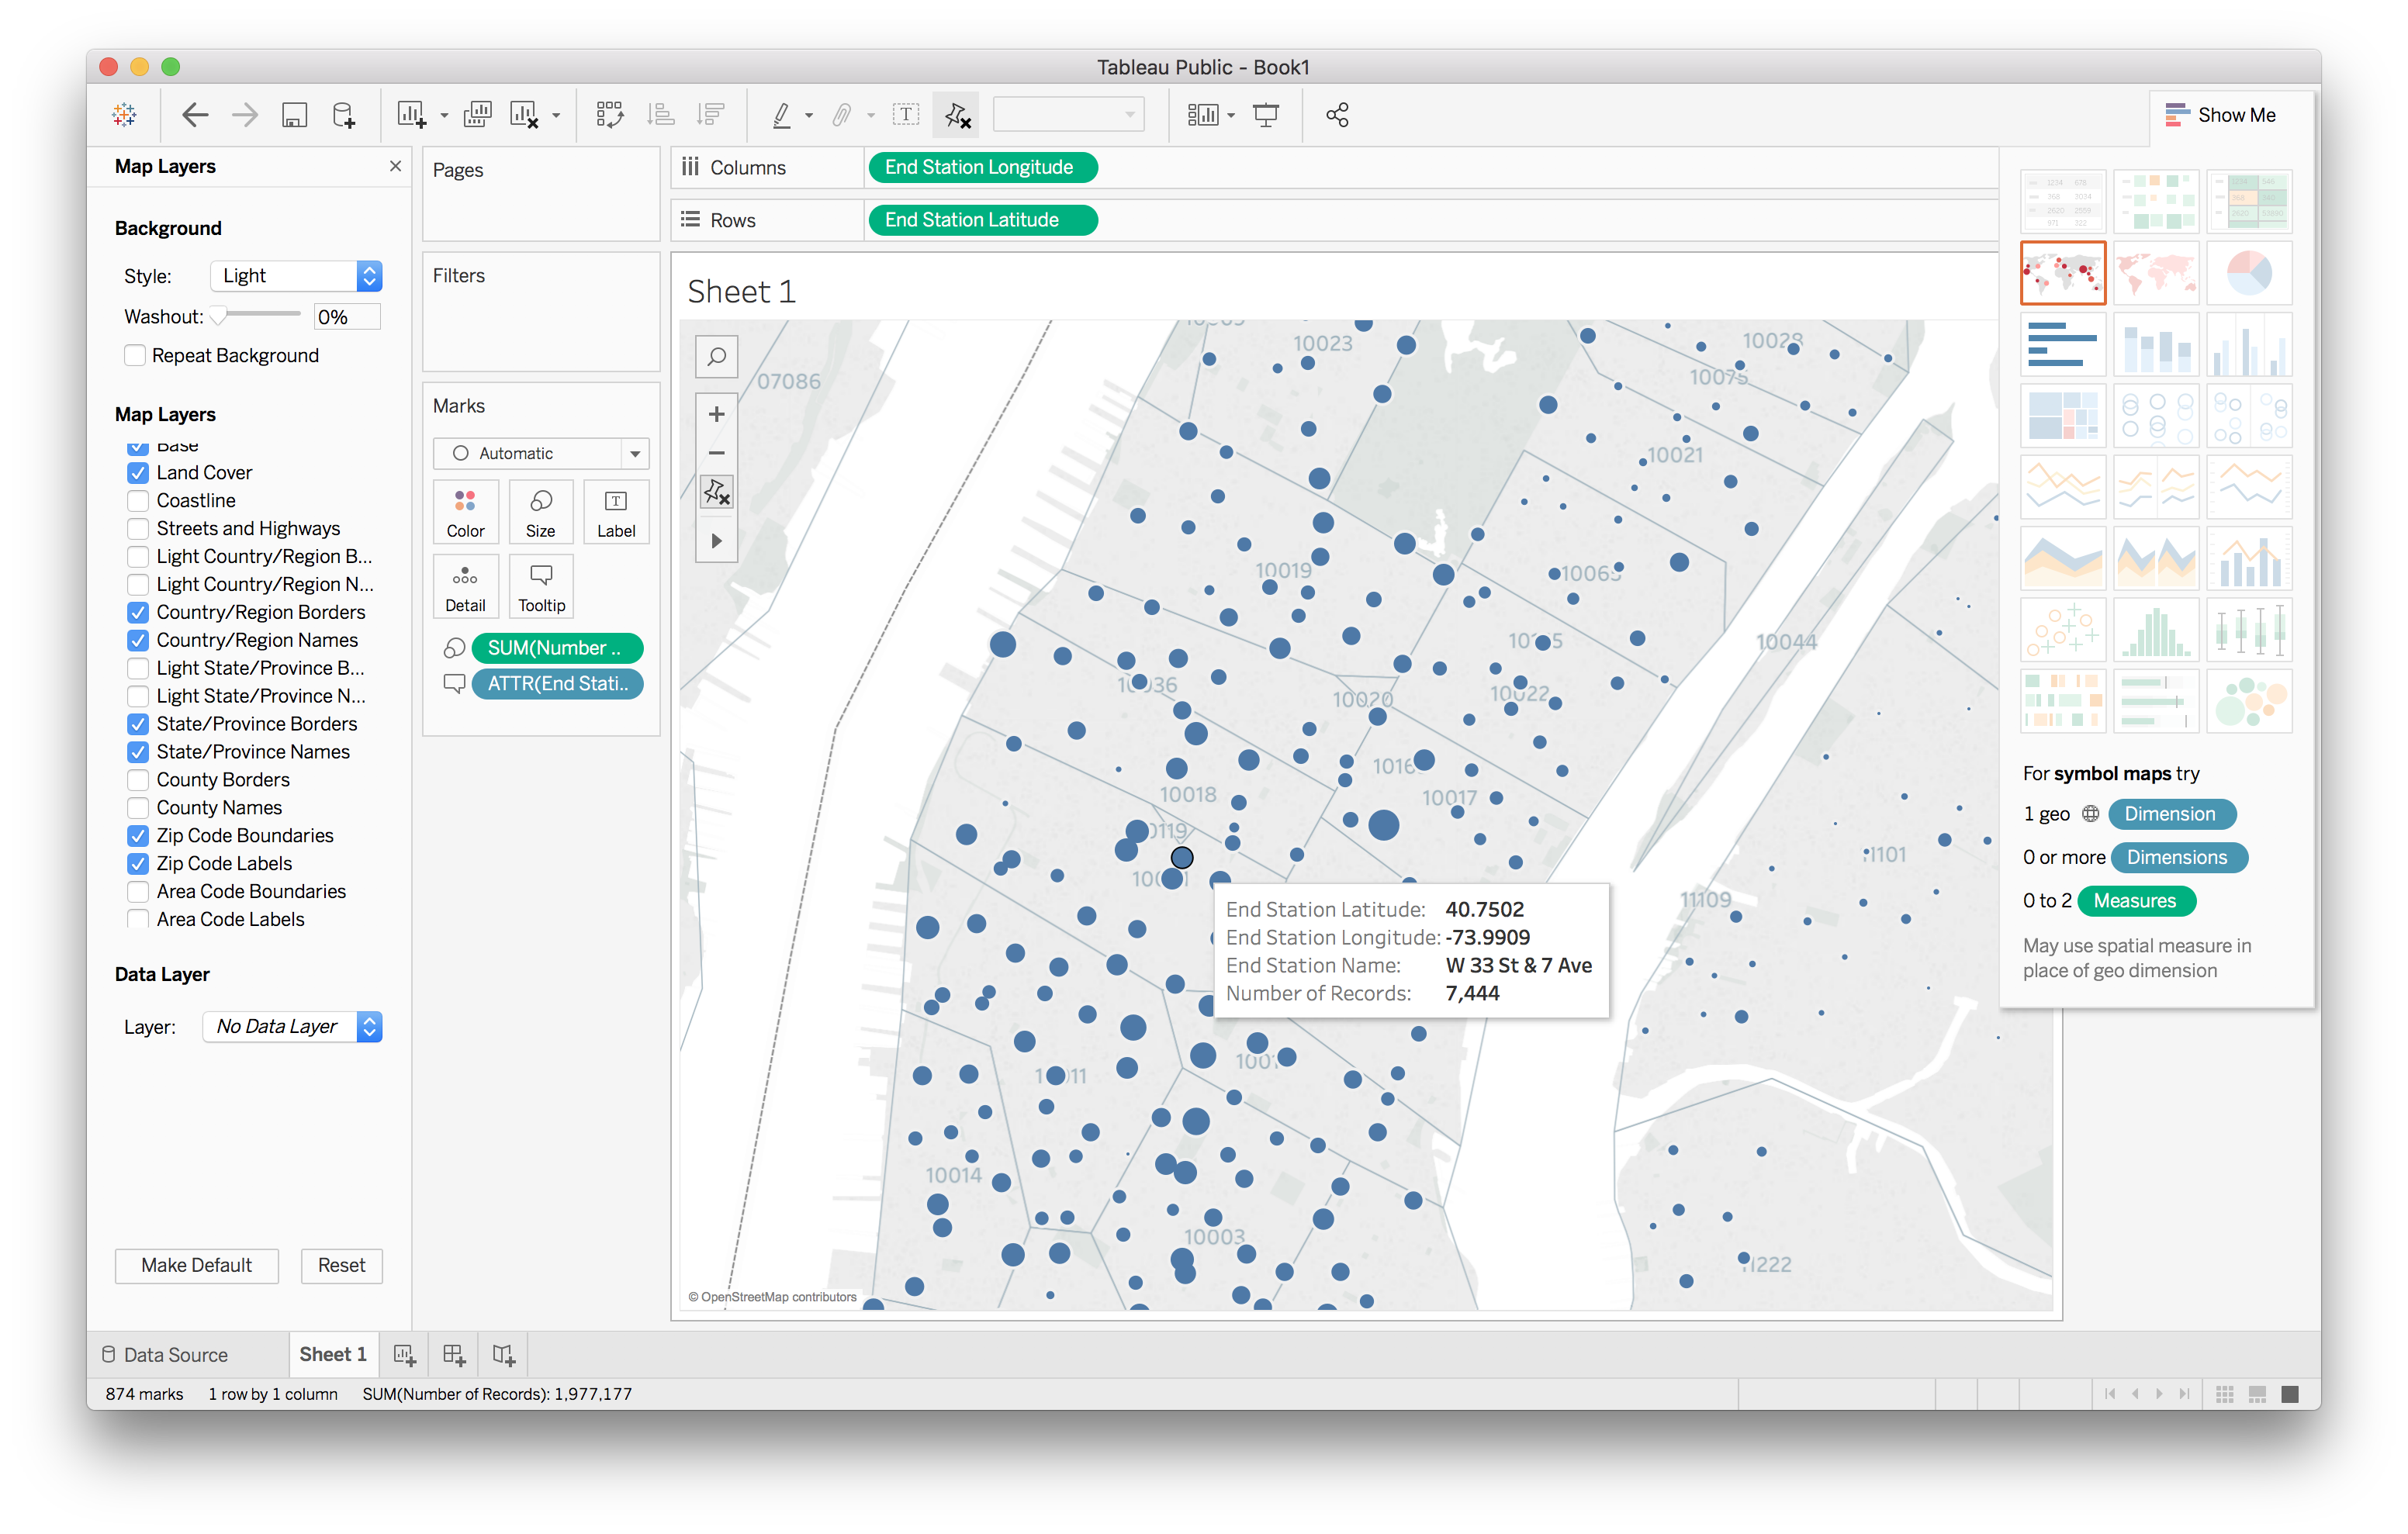 Tableau Public - Book1
Show Me
Map Layers
Background
Style: Light
Washout: 0%
Repeat Background
Map Layers
Base
Land Cover
Coastline
Streets and Highways
Light Country/Region B...
Light Country/Region N...
Country/Region Borders
Country/Region Names
Light State/Province B...
Light State/Province N...
State/Province Borders
State/Province Names
County Borders
County Names
Zip Code Boundaries
Zip Code Labels
Area Code Boundaries
Area Code Labels
Data Layer
Layer: No Data Layer
Make Default Reset
Pages
Filters
Marks
Automatic
Color Size Label
Detail Tooltip
SUM(Number ..
ATTR(End Stati..
Columns End Station Longitude
Rows End Station Latitude
Sheet 1
07086
10023
10028
10075
10021
10019
10065
10044
10036
10020
10022
10018
10017
10119
11101
11109
10011
10014
10003
11222
End Station Latitude: 40.7502
End Station Longitude: -73.9909
End Station Name: W 33 St & 7 Ave
Number of Records: 7,444
© OpenStreetMap contributors
For symbol maps try
1 geo Dimension
0 or more Dimensions
0 to 2 Measures
May use spatial measure in
place of geo dimension
Data Source Sheet 1
874 marks 1 row by 1 column SUM(Number of Records): 1,977,177